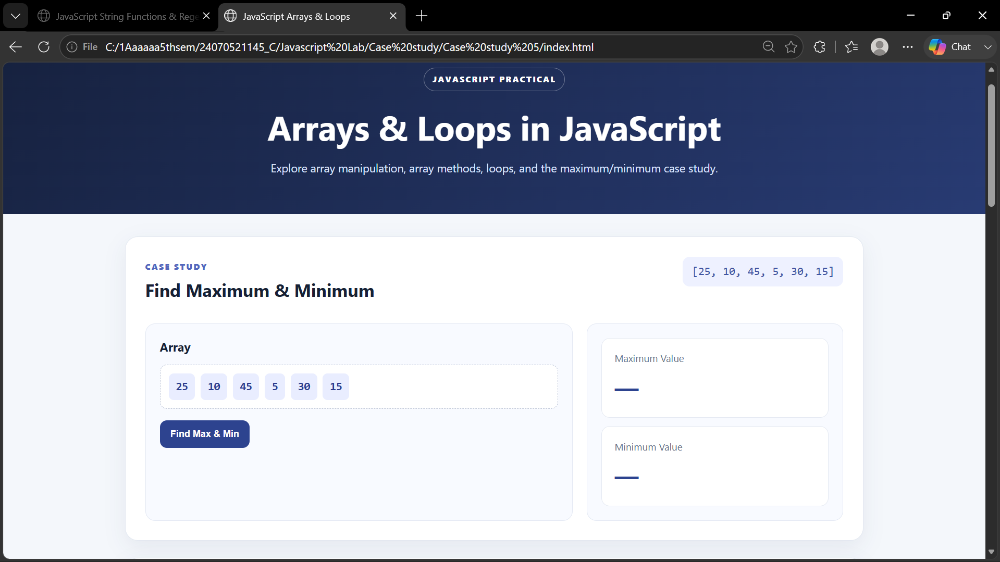 JavaScript String Functions & Rege
JavaScript Arrays & Loops
File C:/1Aaaaaa5thsem/24070521145_C/Javascript%20Lab/Case%20study/Case%20study%205/index.html
Chat
JAVASCRIPT PRACTICAL
Arrays & Loops in JavaScript
Explore array manipulation, array methods, loops, and the maximum/minimum case study.
CASE STUDY
Find Maximum & Minimum
[25, 10, 45, 5, 30, 15]
Array
25 10 45 5 30 15
Find Max & Min
Maximum Value
—
Minimum Value
—